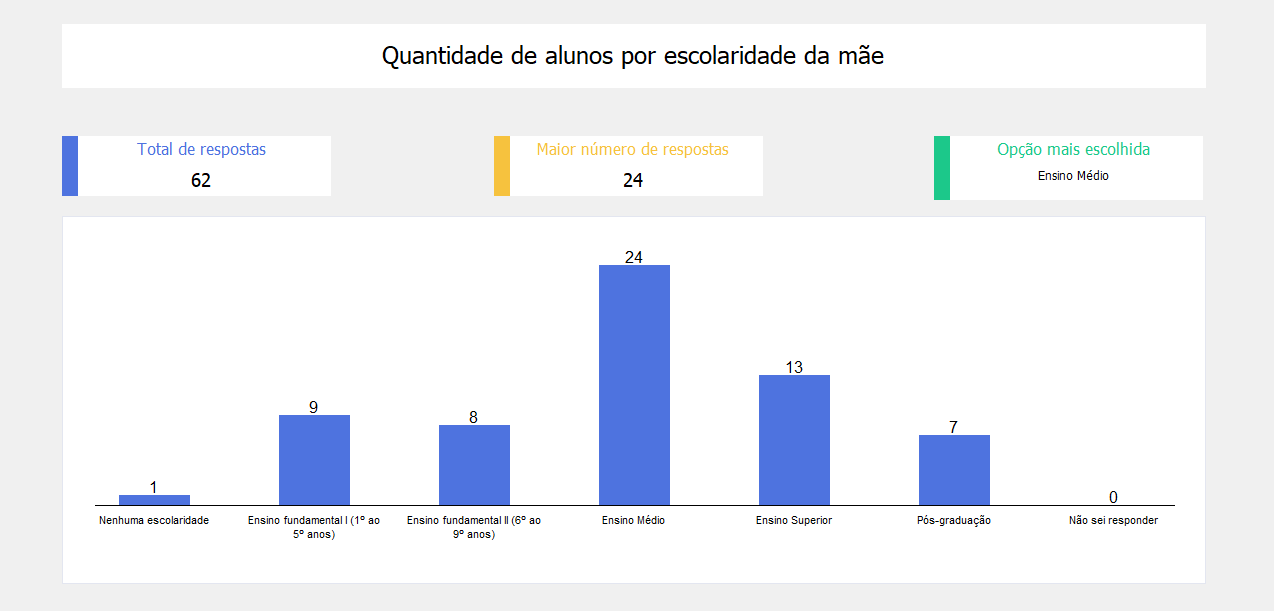 Quantidade de alunos por escolaridade da mãe
Total de respostas
62
Maior número de respostas
24
Opção mais escolhida
Ensino Médio
1
9
8
24
13
7
0
Nenhuma escolaridade
Ensino fundamental I (1º ao
5º anos)
Ensino fundamental II (6º ao
9º anos)
Ensino Médio
Ensino Superior
Pós-graduação
Não sei responder